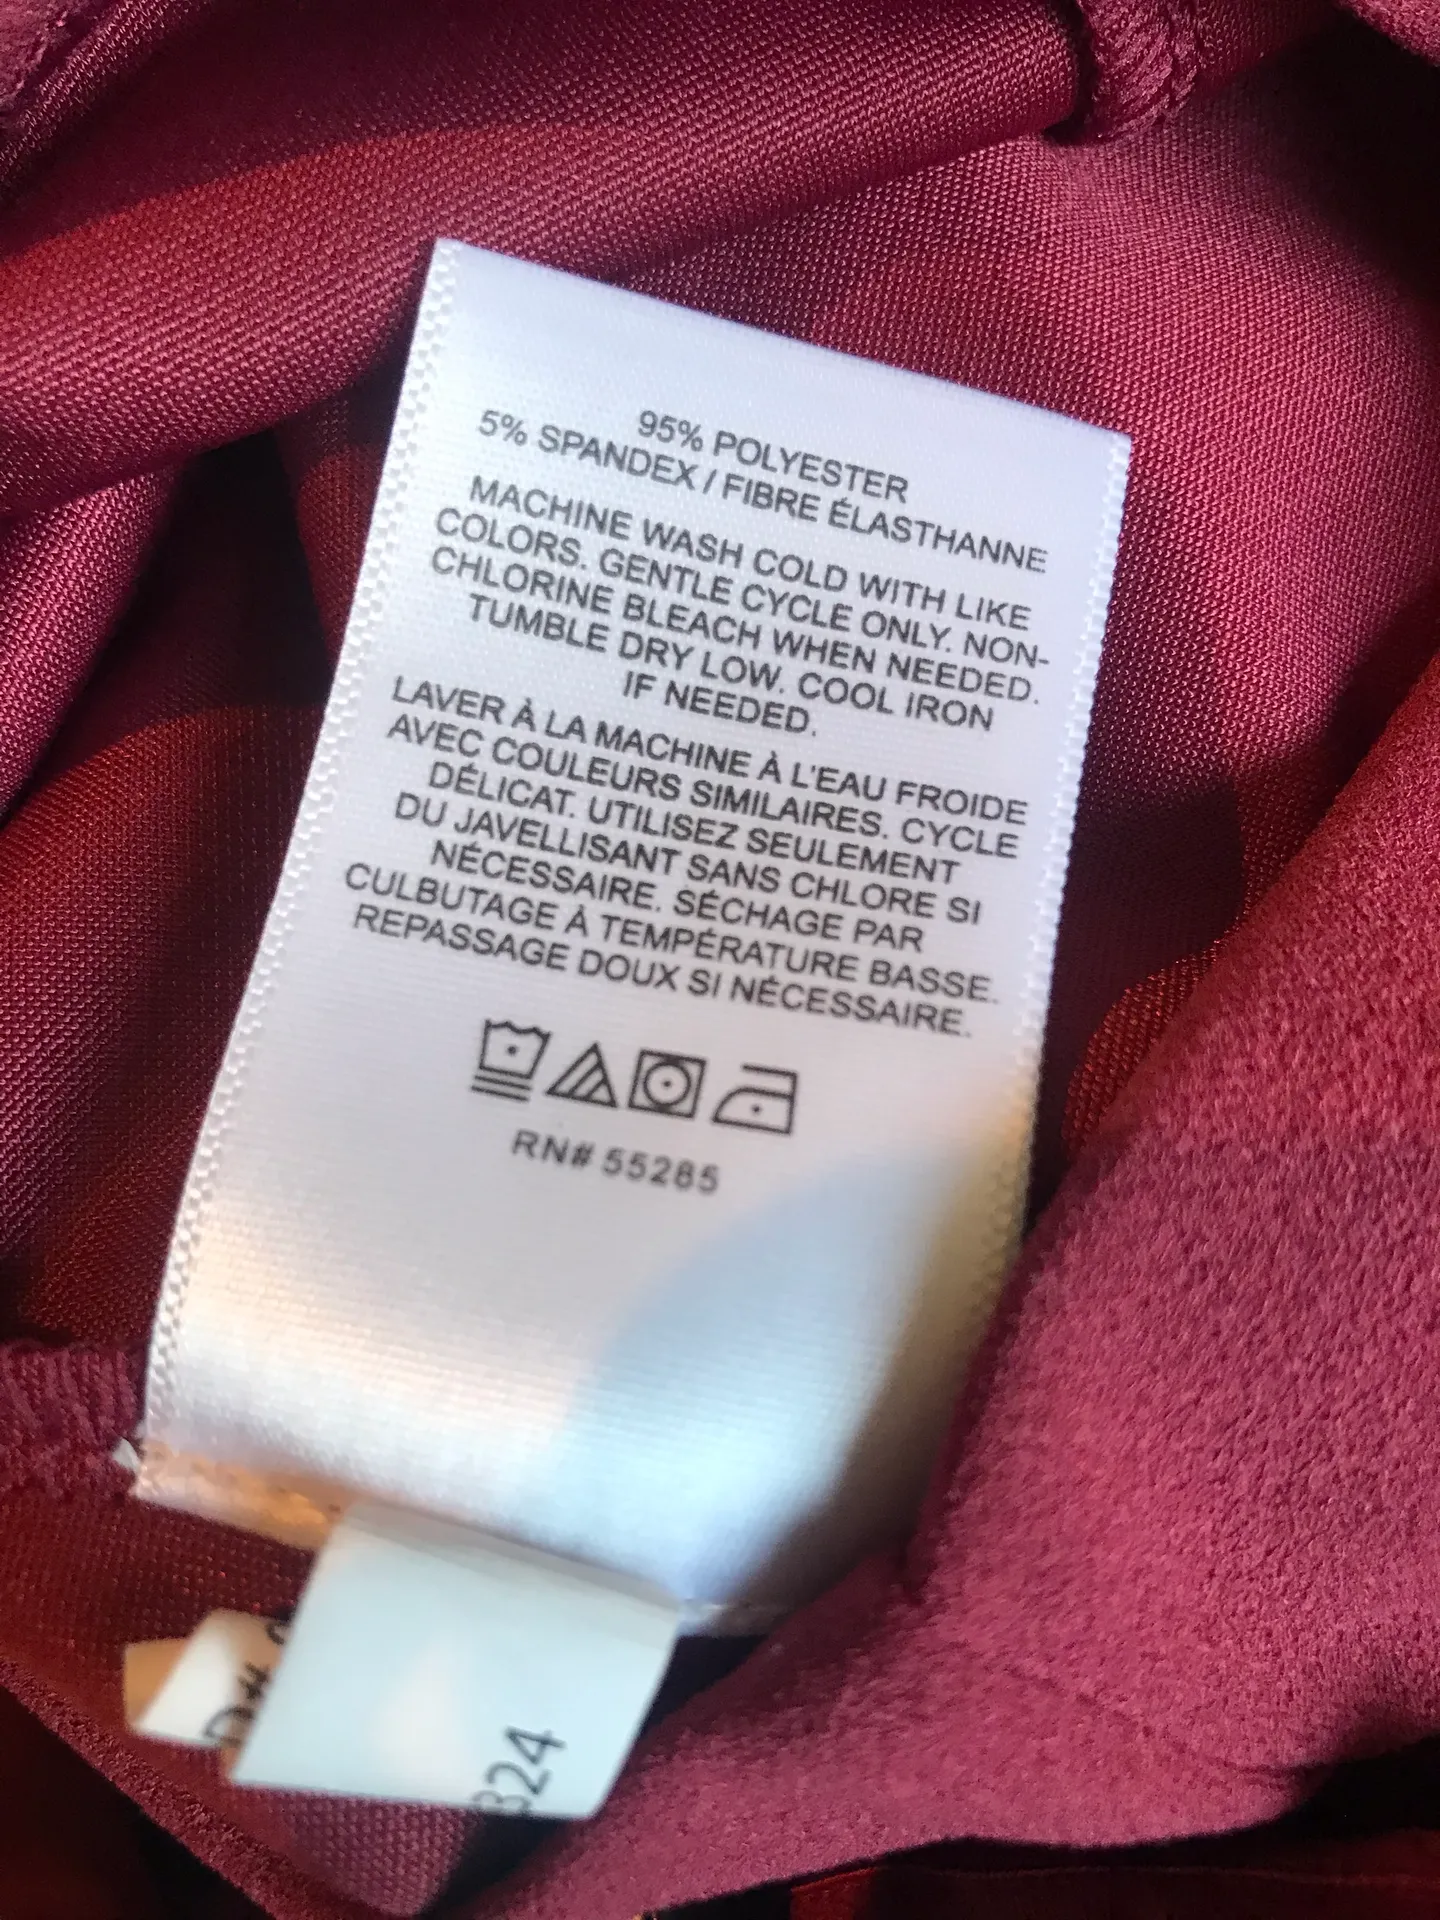 95% POLYESTER
5% SPANDEX / FIBRE ÉLASTHANNE
MACHINE WASH COLD WITH LIKE
COLORS. GENTLE CYCLE ONLY. NON-
CHLORINE BLEACH WHEN NEEDED.
TUMBLE DRY LOW. COOL IRON
IF NEEDED.
LAVER À LA MACHINE À L'EAU FROIDE
AVEC COULEURS SIMILAIRES. CYCLE
DÉLICAT. UTILISEZ SEULEMENT
DU JAVELLISANT SANS CHLORE SI
NÉCESSAIRE. SÉCHAGE PAR
CULBUTAGE À TEMPÉRATURE BASSE.
REPASSAGE DOUX SI NÉCESSAIRE.
RN# 55285